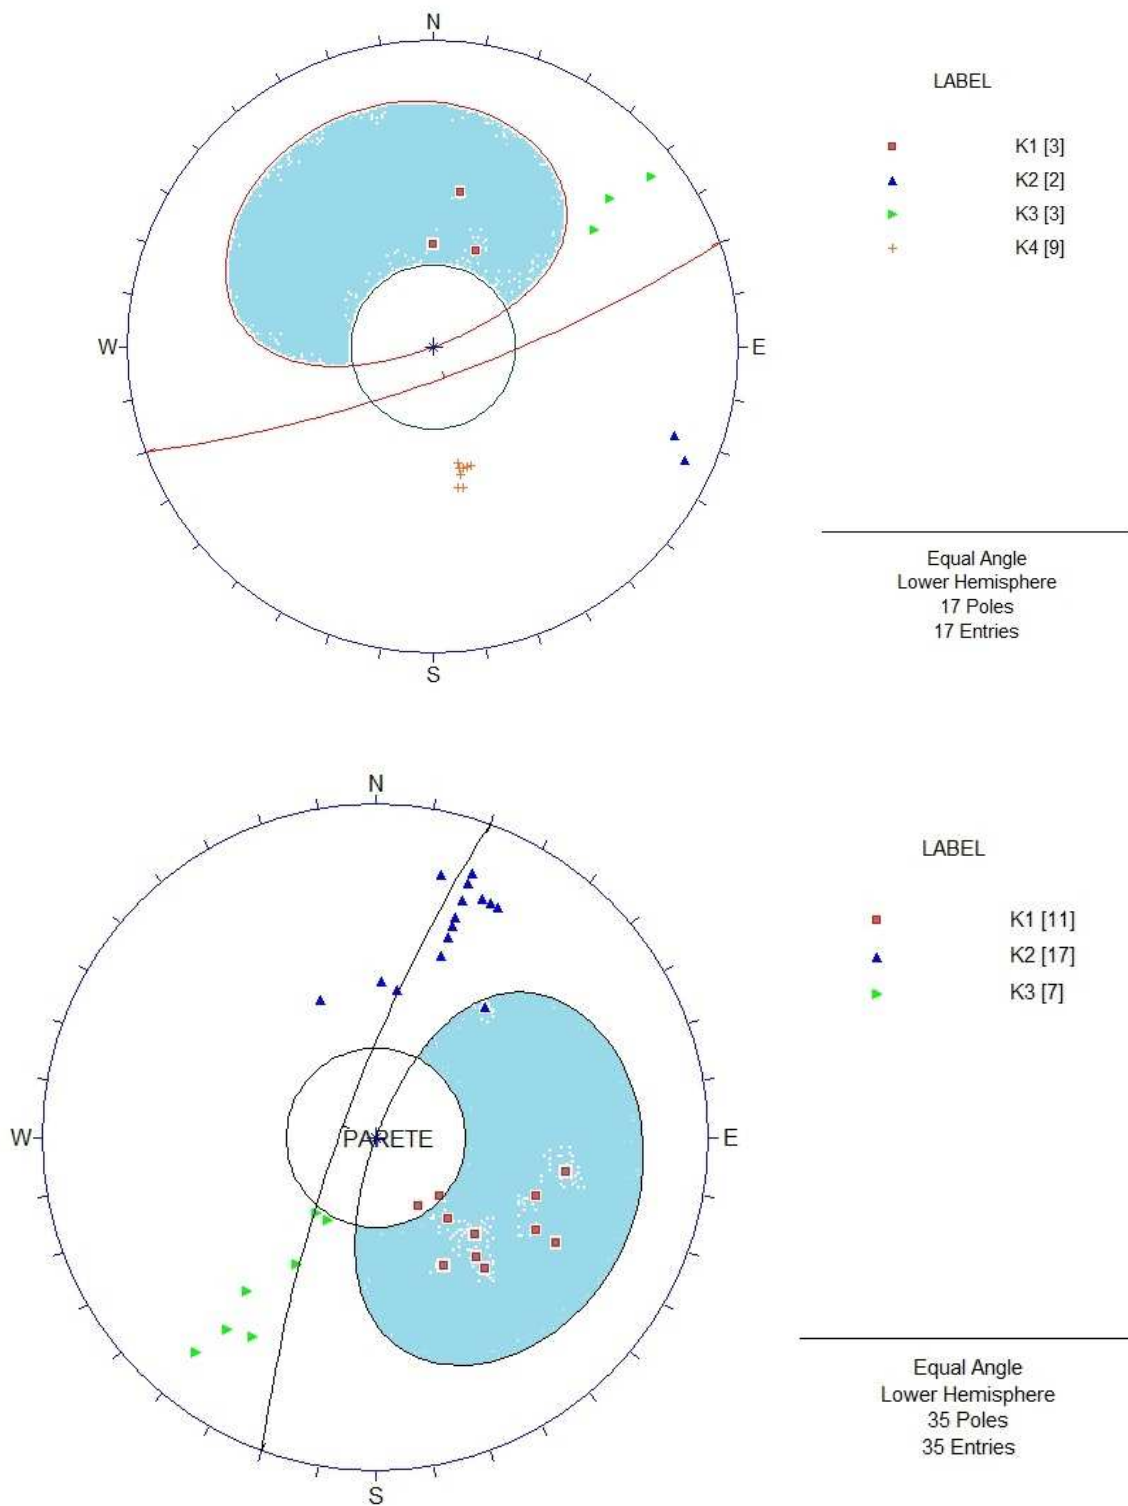 N
LABEL
K1 [3]
K2 [2]
K3 [3]
K4 [9]
W
E
S
Equal Angle
Lower Hemisphere
17 Poles
17 Entries
N
LABEL
K1 [11]
K2 [17]
K3 [7]
W
PARETE
E
S
Equal Angle
Lower Hemisphere
35 Poles
35 Entries